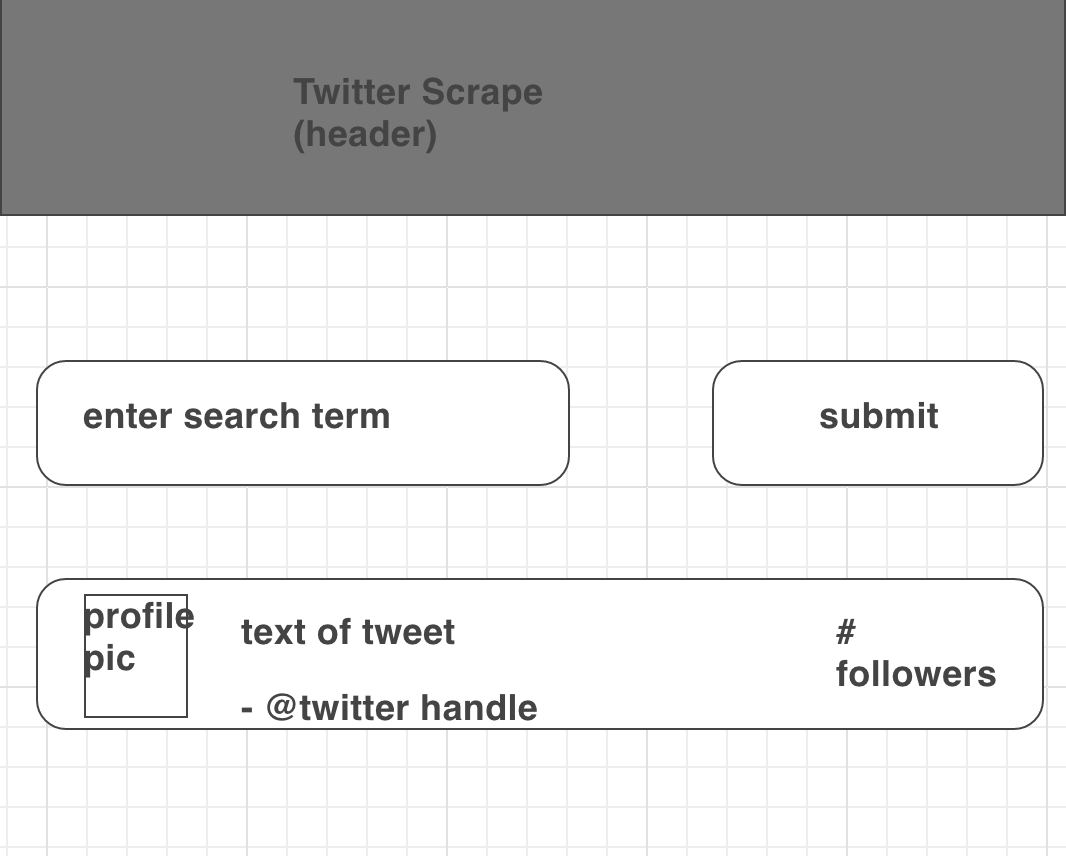 Twitter Scrape
(header)
enter search term
submit
profile
pic
text of tweet
- @twitter handle
#
followers